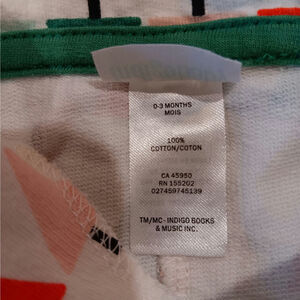 0-3 MONTHS
MOIS
100%
COTTON/COTON
CA 45950
RN 155202
027459745139
TM/MC - INDIGO BOOKS
& MUSIC INC.